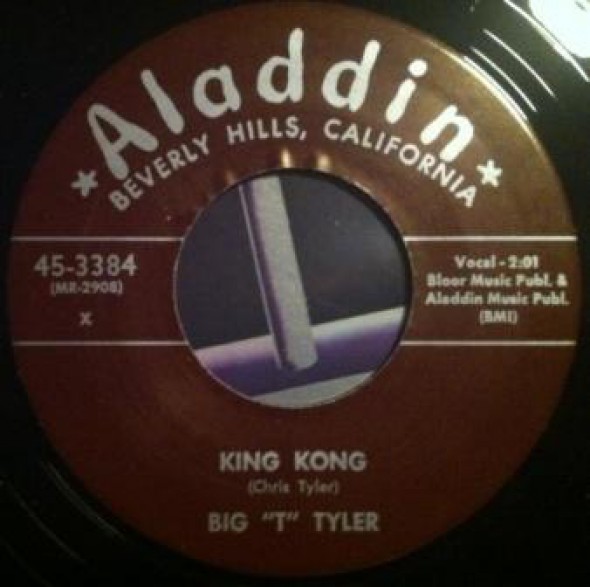 Aladdin
★ BEVERLY HILLS, CALIFORNIA ★
45-3384
(MR-2908)
X
Vocal - 2:01
Bloor Music Publ. &
Aladdin Music Publ.
(BMI)
KING KONG
(Chris Tyler)
BIG "T" TYLER